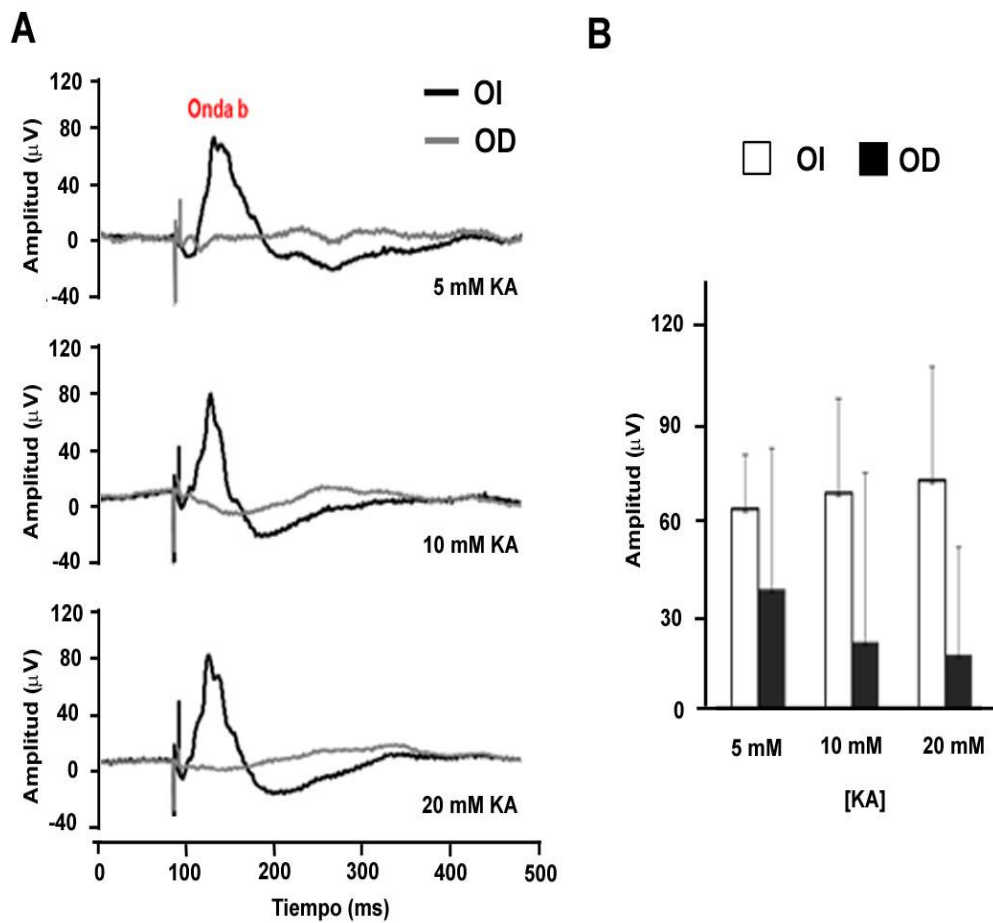 A
120
80
40
0
-40
Amplitud (μV)
Onda b
OI
OD
5 mM KA
120
80
40
0
-40
Amplitud (μV)
10 mM KA
120
80
40
0
-40
Amplitud (μV)
20 mM KA
0 100 200 300 400 500
Tiempo (ms)
B
OI OD
120
90
60
30
0
Amplitud (μV)
5 mM 10 mM 20 mM
[KA]